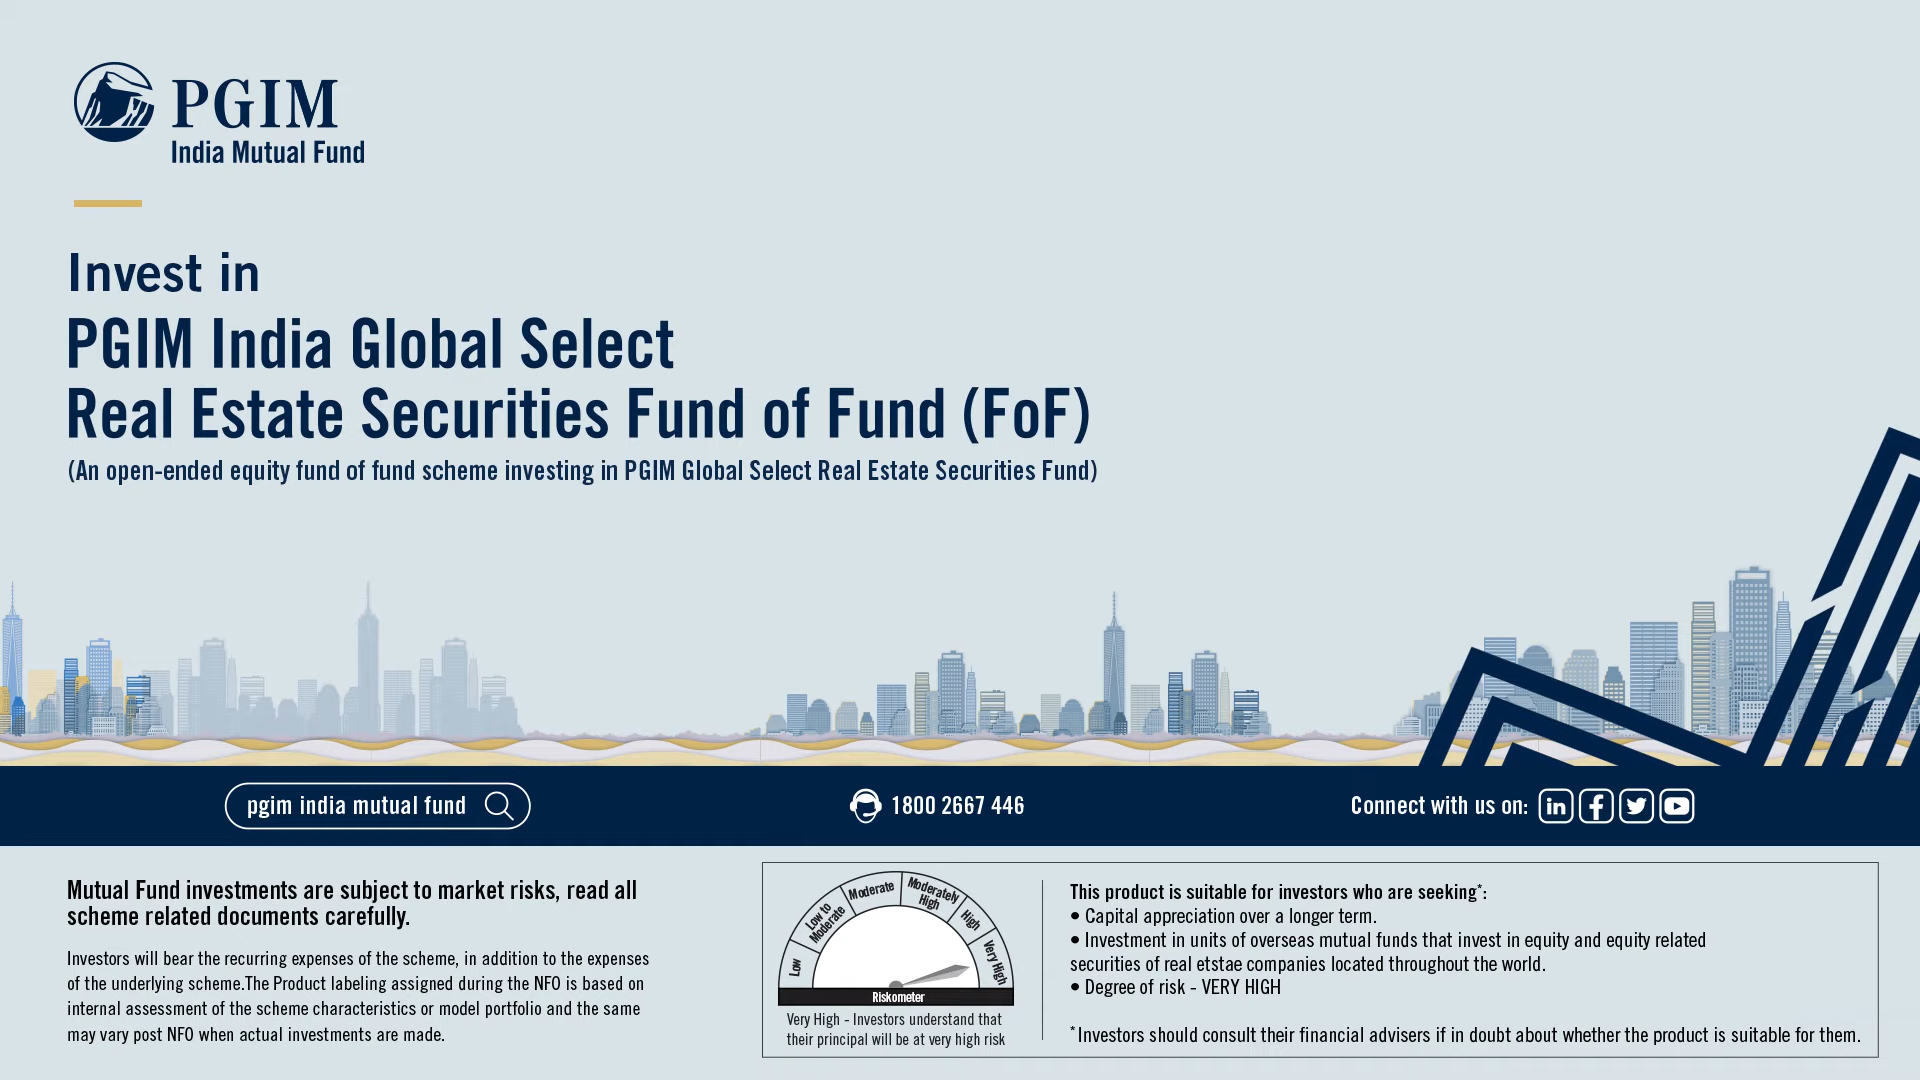 PGIM
India Mutual Fund
Invest in
PGIM India Global Select
Real Estate Securities Fund of Fund (FoF)
(An open-ended equity fund of fund scheme investing in PGIM Global Select Real Estate Securities Fund)
pgim india mutual fund
1800 2667 446
Connect with us on:
Mutual Fund investments are subject to market risks, read all
scheme related documents carefully.
Investors will bear the recurring expenses of the scheme, in addition to the expenses
of the underlying scheme.The Product labeling assigned during the NFO is based on
internal assessment of the scheme characteristics or model portfolio and the same
may vary post NFO when actual investments are made.
Low
Low to
Moderate
Moderate
Moderately
High
High
Very High
Riskometer
Very High - Investors understand that
their principal will be at very high risk
This product is suitable for investors who are seeking*:
• Capital appreciation over a longer term.
• Investment in units of overseas mutual funds that invest in equity and equity related
securities of real etstae companies located throughout the world.
• Degree of risk - VERY HIGH
*Investors should consult their financial advisers if in doubt about whether the product is suitable for them.